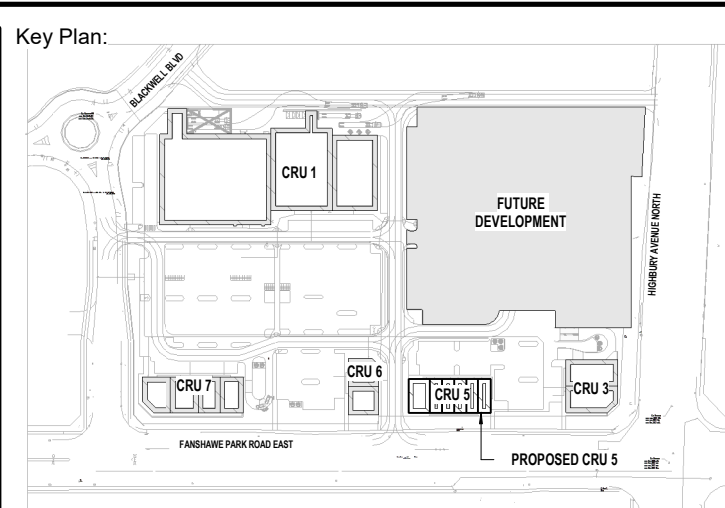 Key Plan:
BLACKWELL BLVD
CRU 1
FUTURE
DEVELOPMENT
HIGHBURY AVENUE NORTH
CRU 7
CRU 6
CRU 5
CRU 3
FANSHAWE PARK ROAD EAST
PROPOSED CRU 5